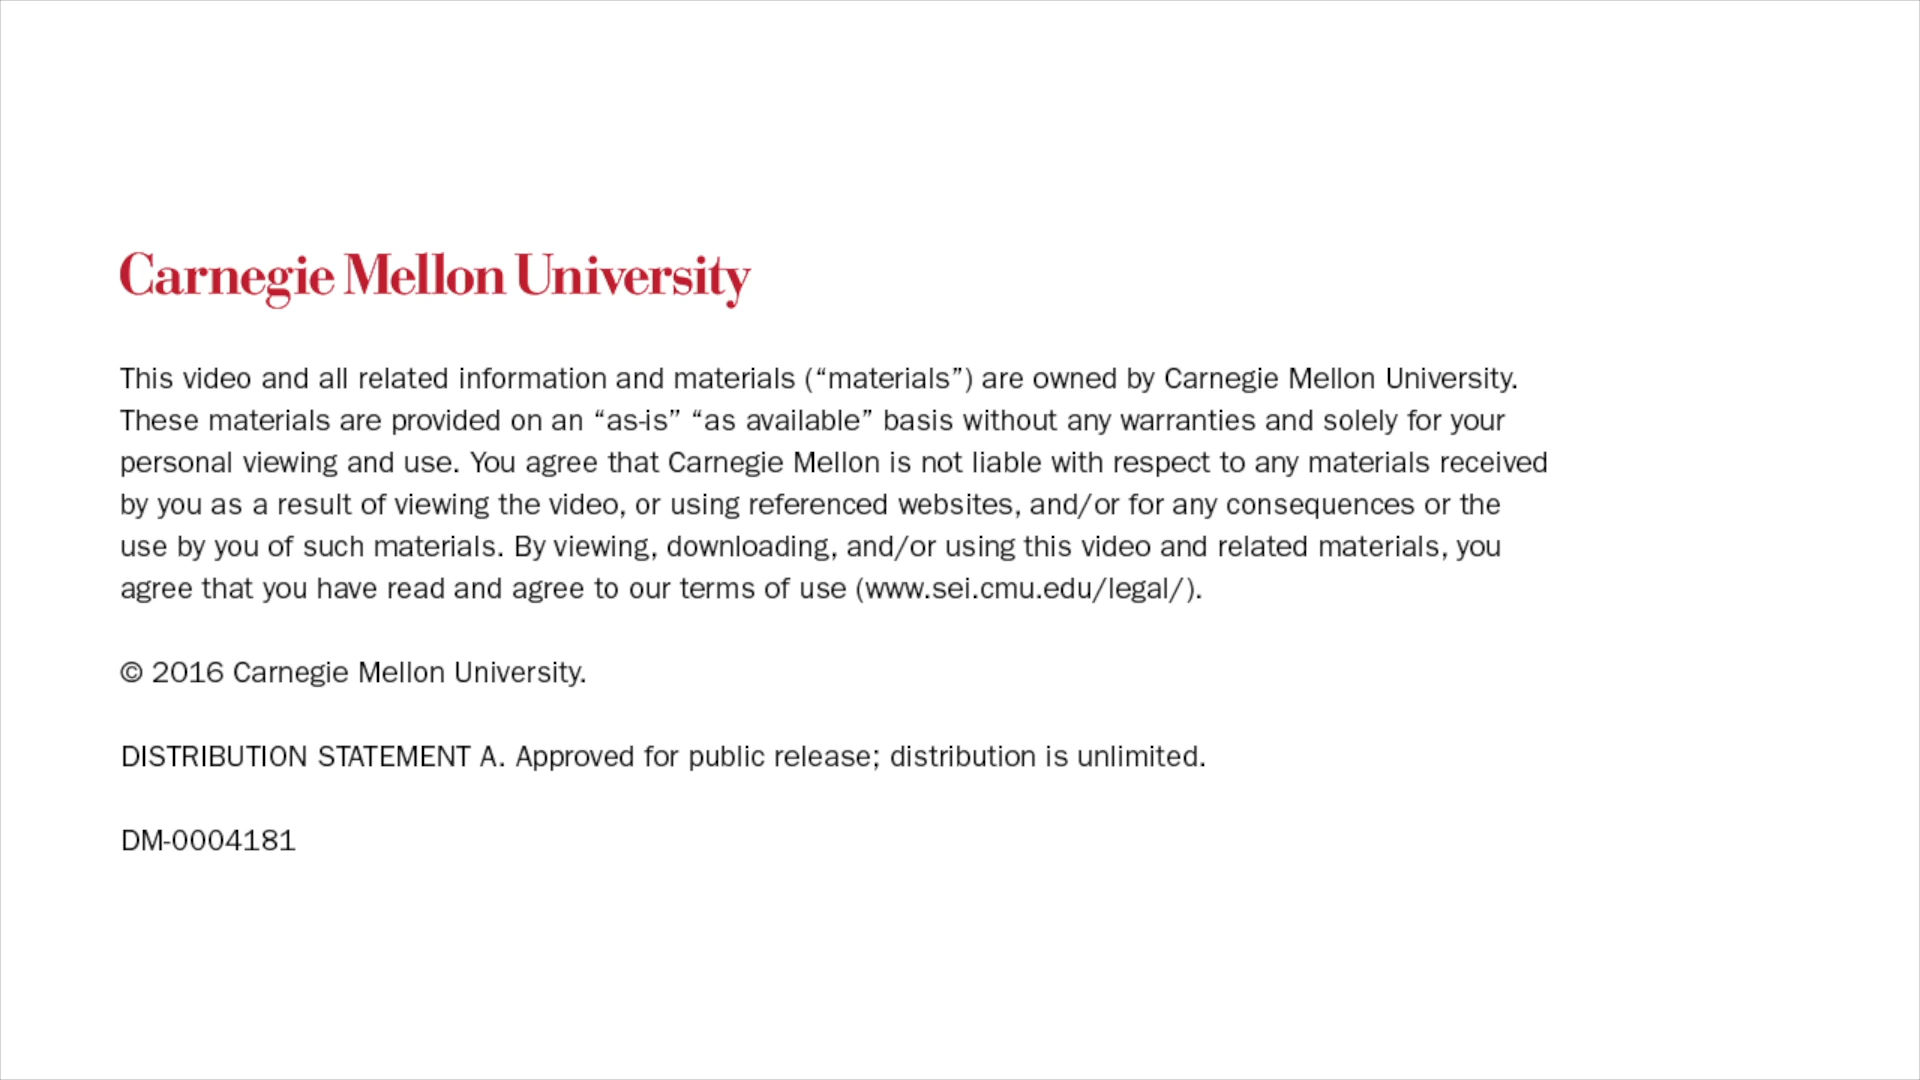 Carnegie Mellon University
This video and all related information and materials (“materials”) are owned by Carnegie Mellon University.
These materials are provided on an “as-is” “as available” basis without any warranties and solely for your
personal viewing and use. You agree that Carnegie Mellon is not liable with respect to any materials received
by you as a result of viewing the video, or using referenced websites, and/or for any consequences or the
use by you of such materials. By viewing, downloading, and/or using this video and related materials, you
agree that you have read and agree to our terms of use (www.sei.cmu.edu/legal/).
© 2016 Carnegie Mellon University.
DISTRIBUTION STATEMENT A. Approved for public release; distribution is unlimited.
DM-0004181